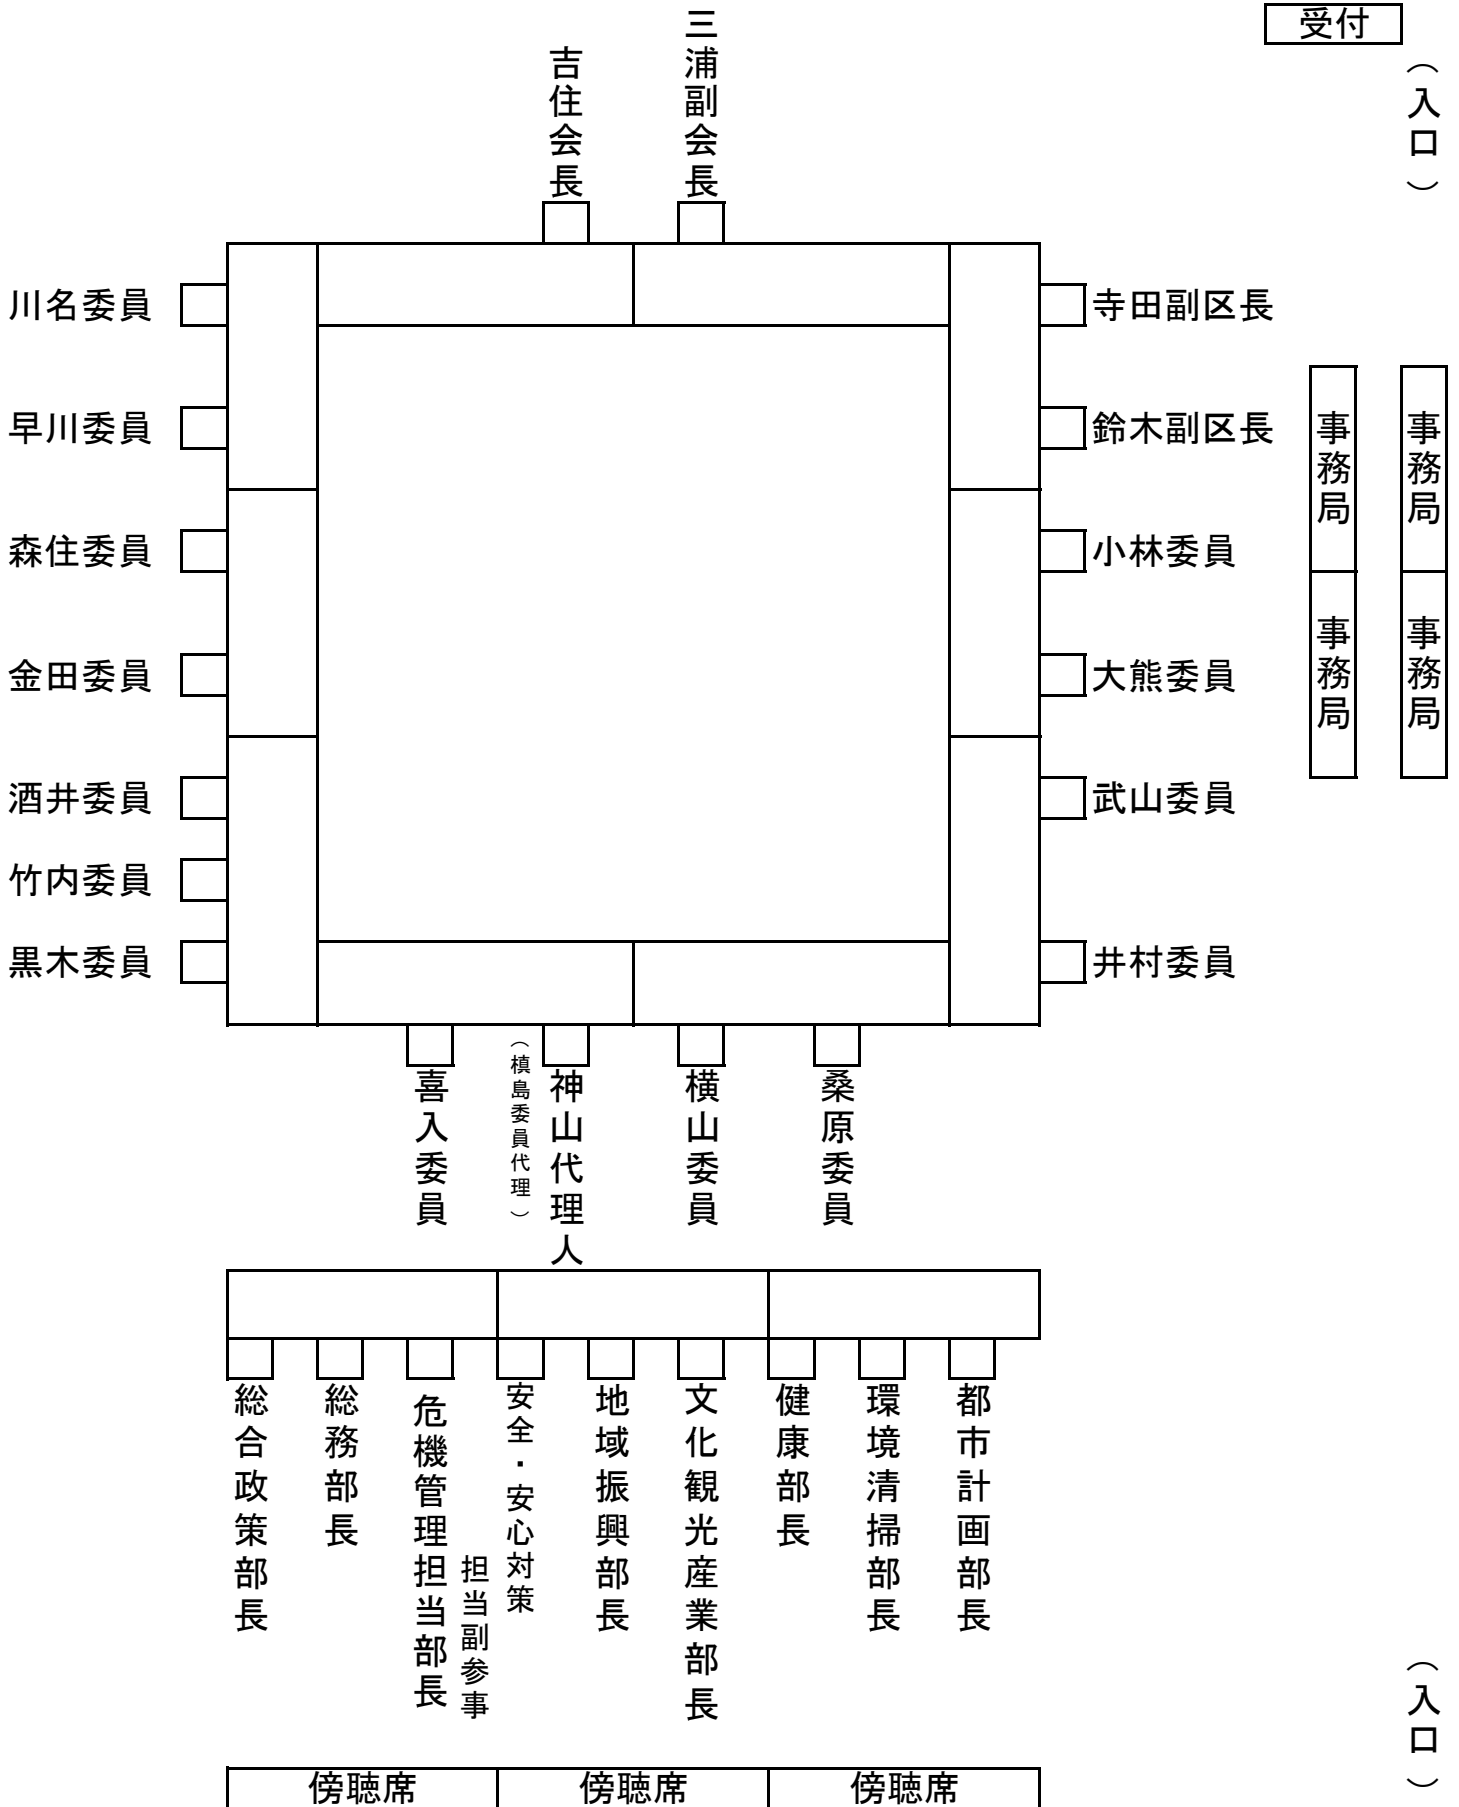 受付
（入口）
三浦副会長
吉住会長
川名委員
寺田副区長
早川委員
鈴木副区長
事務局
事務局
森住委員
小林委員
金田委員
大熊委員
事務局
事務局
酒井委員
武山委員
竹内委員
黒木委員
井村委員
桑原委員
横山委員
神山代理人
（槙島委員代理）
喜入委員
都市計画部長
環境清掃部長
健康部長
文化観光産業部長
地域振興部長
安全・安心対策
担当副参事
危機管理担当部長
総務部長
総合政策部長
（入口）
傍聴席
傍聴席
傍聴席